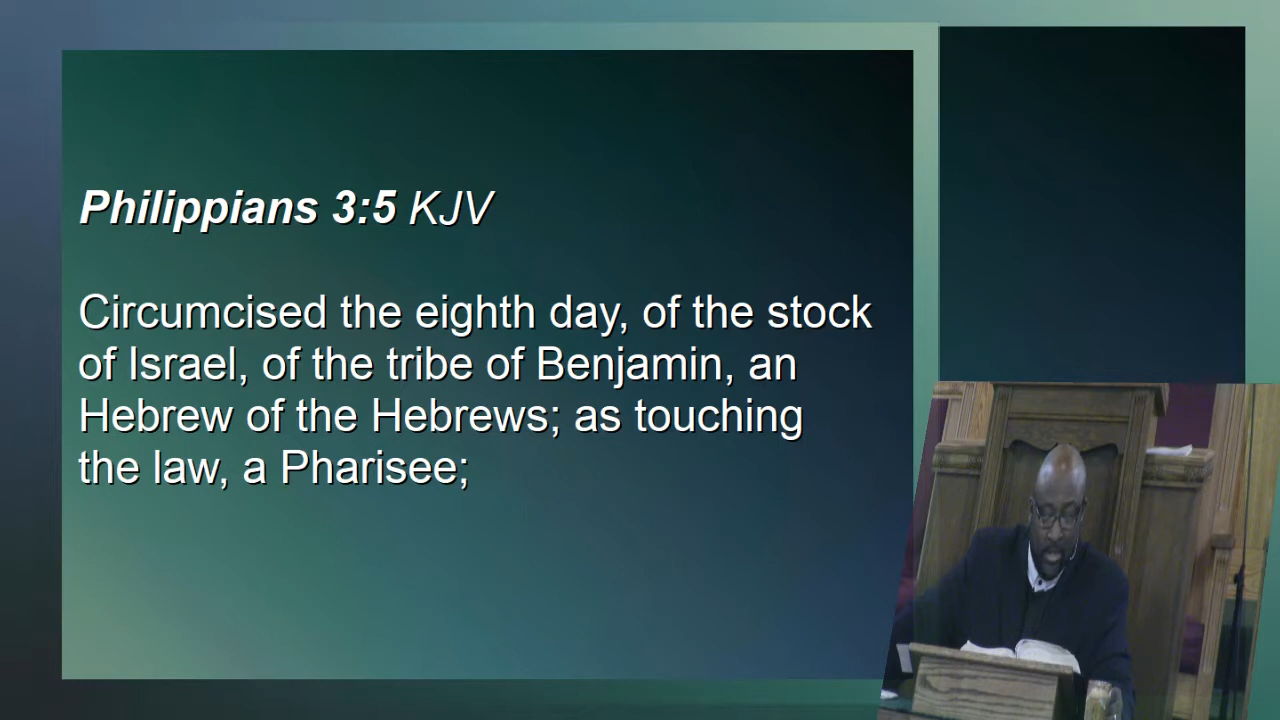 Philippians 3:5 KJV
Circumcised the eighth day, of the stock
of Israel, of the tribe of Benjamin, an
Hebrew of the Hebrews; as touching
the law, a Pharisee;